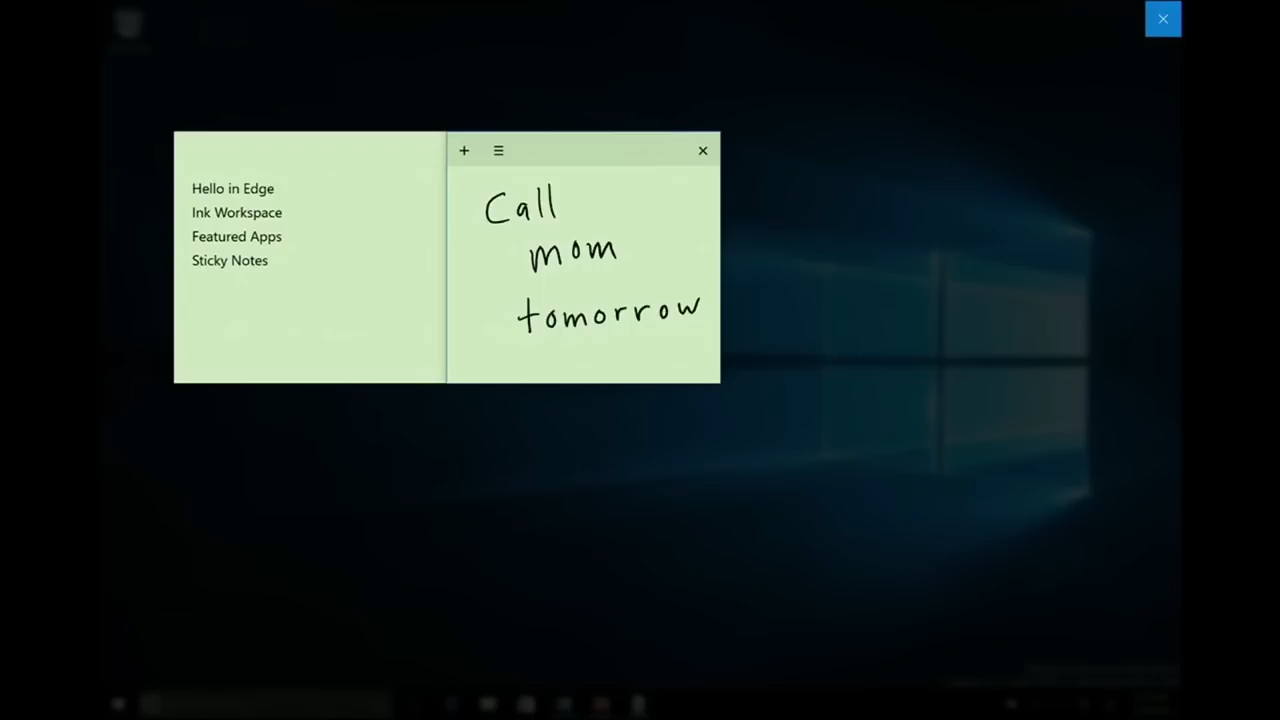 Hello in Edge
Ink Workspace
Featured Apps
Sticky Notes
Call
mom
tomorrow